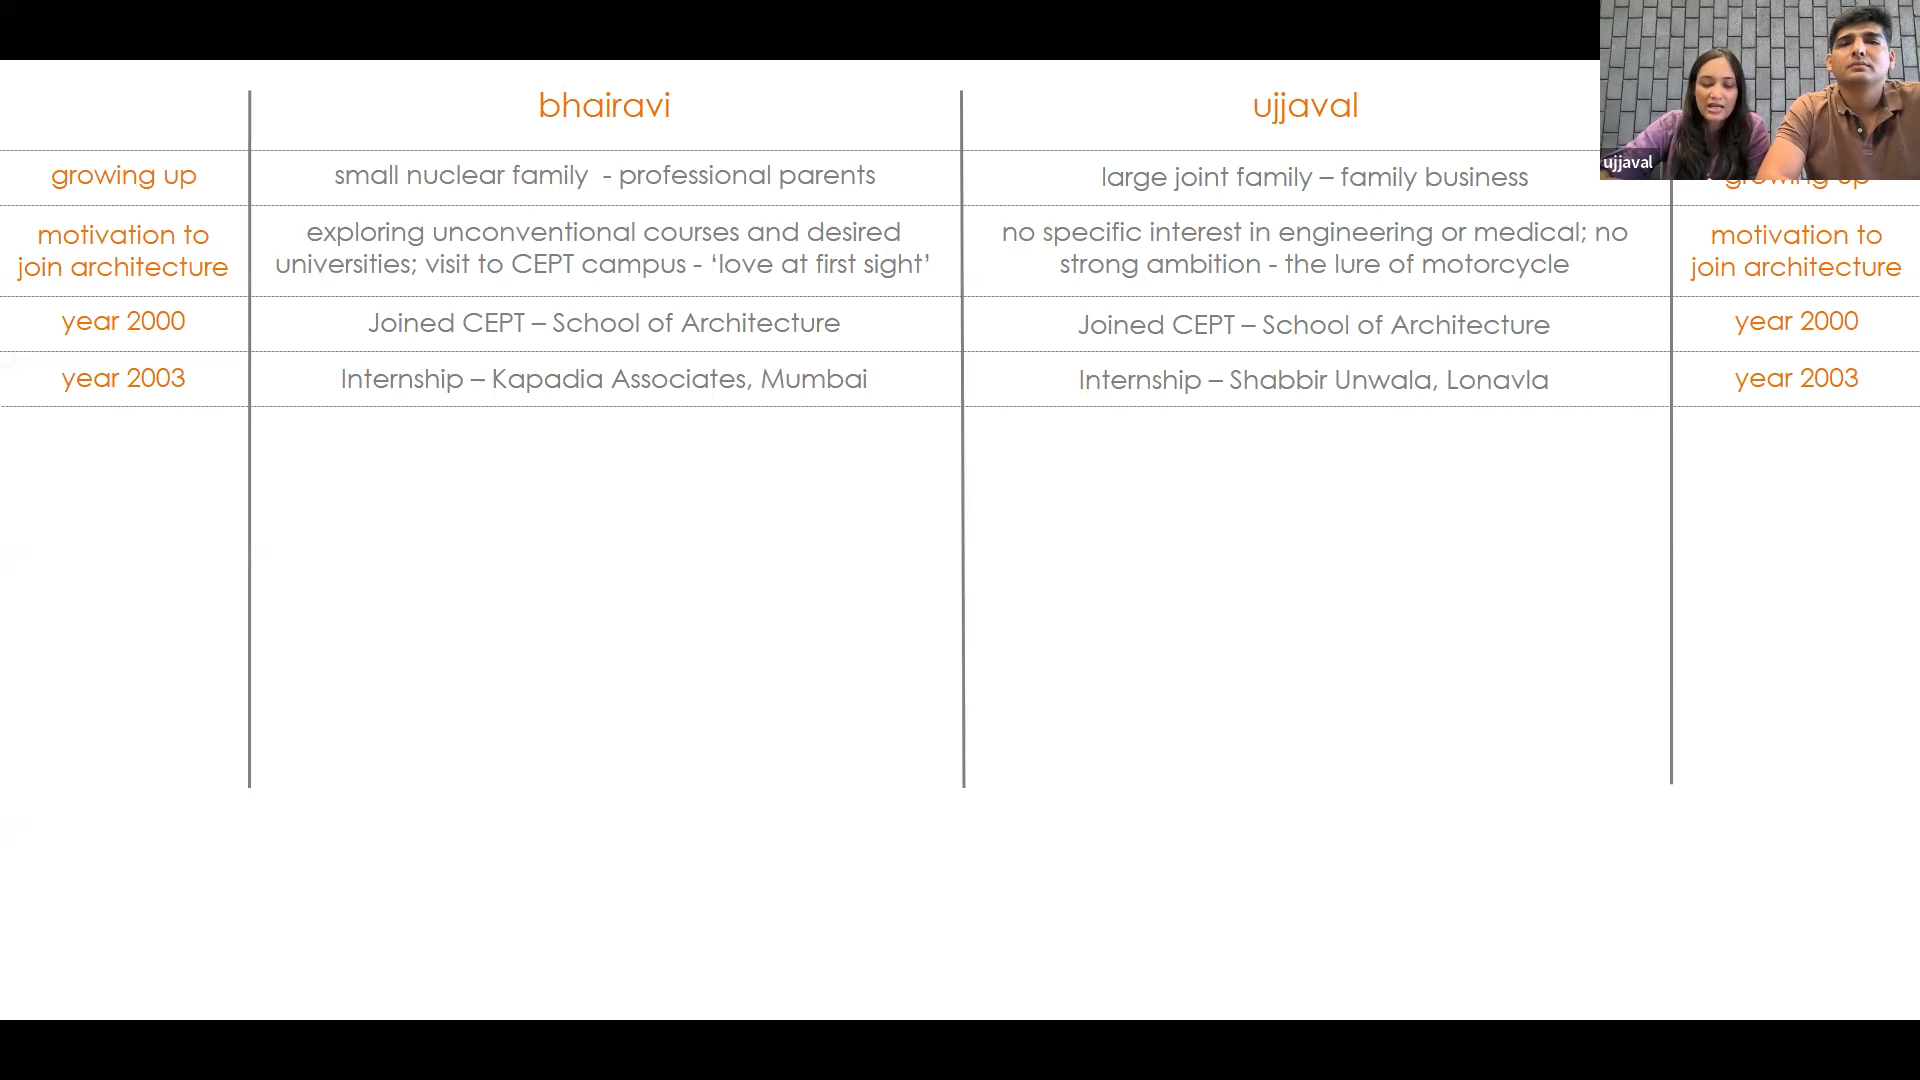 bhairavi
ujjaval
ujjaval
growing up
small nuclear family - professional parents
large joint family – family business
growing up
motivation to
join architecture
exploring unconventional courses and desired
universities; visit to CEPT campus - ‘love at first sight’
no specific interest in engineering or medical; no
strong ambition - the lure of motorcycle
motivation to
join architecture
year 2000
Joined CEPT – School of Architecture
Joined CEPT – School of Architecture
year 2000
year 2003
Internship – Kapadia Associates, Mumbai
Internship – Shabbir Unwala, Lonavla
year 2003